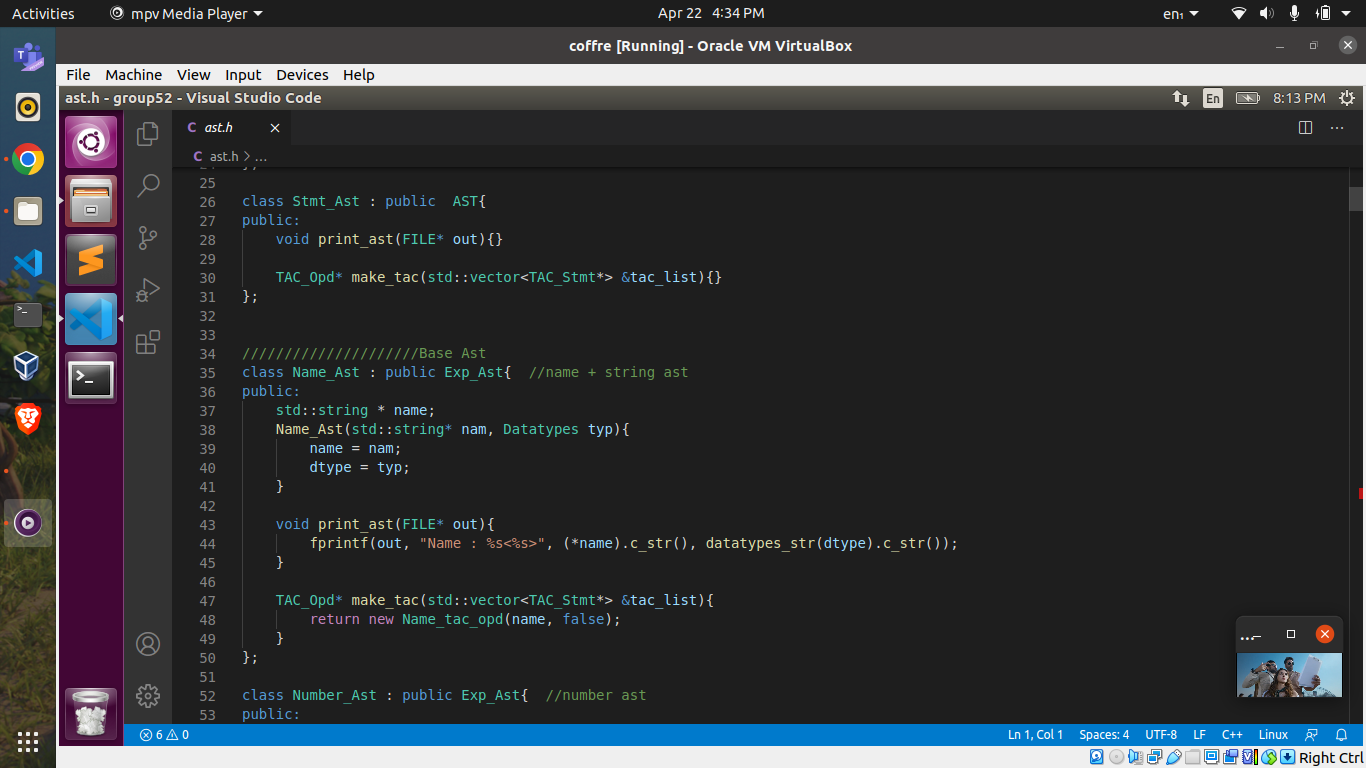 Activities
mpv Media Player
Apr 22 4:34 PM
en₁
coffre [Running] - Oracle VM VirtualBox
File Machine View Input Devices Help
ast.h - group52 - Visual Studio Code
En
8:13 PM
C ast.h
C ast.h > ...
25
26 class Stmt_Ast : public  AST{
27 public:
28     void print_ast(FILE* out){}
29
30     TAC_Opd* make_tac(std::vector<TAC_Stmt*> &tac_list){}
31 };
32
33
34 /////////////////////Base Ast
35 class Name_Ast : public Exp_Ast{  //name + string ast
36 public:
37     std::string * name;
38     Name_Ast(std::string* nam, Datatypes typ){
39         name = nam;
40         dtype = typ;
41     }
42
43     void print_ast(FILE* out){
44         fprintf(out, "Name : %s<%s>", (*name).c_str(), datatypes_str(dtype).c_str());
45     }
46
47     TAC_Opd* make_tac(std::vector<TAC_Stmt*> &tac_list){
48         return new Name_tac_opd(name, false);
49     }
50 };
51
52 class Number_Ast : public Exp_Ast{  //number ast
53 public:
...
6 0
Ln 1, Col 1 Spaces: 4 UTF-8 LF C++ Linux
Right Ctrl